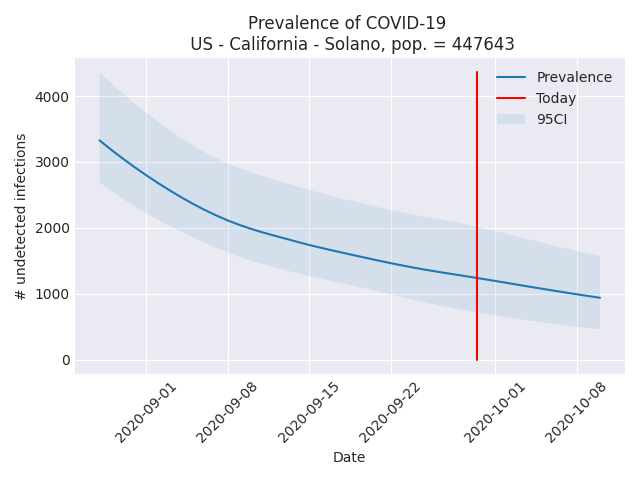 Prevalence of COVID-19
US - California - Solano, pop. = 447643
Prevalence
Today
95CI
# undetected infections
4000
3000
2000
1000
0
2020-09-01
2020-09-08
2020-09-15
2020-09-22
2020-10-01
2020-10-08
Date